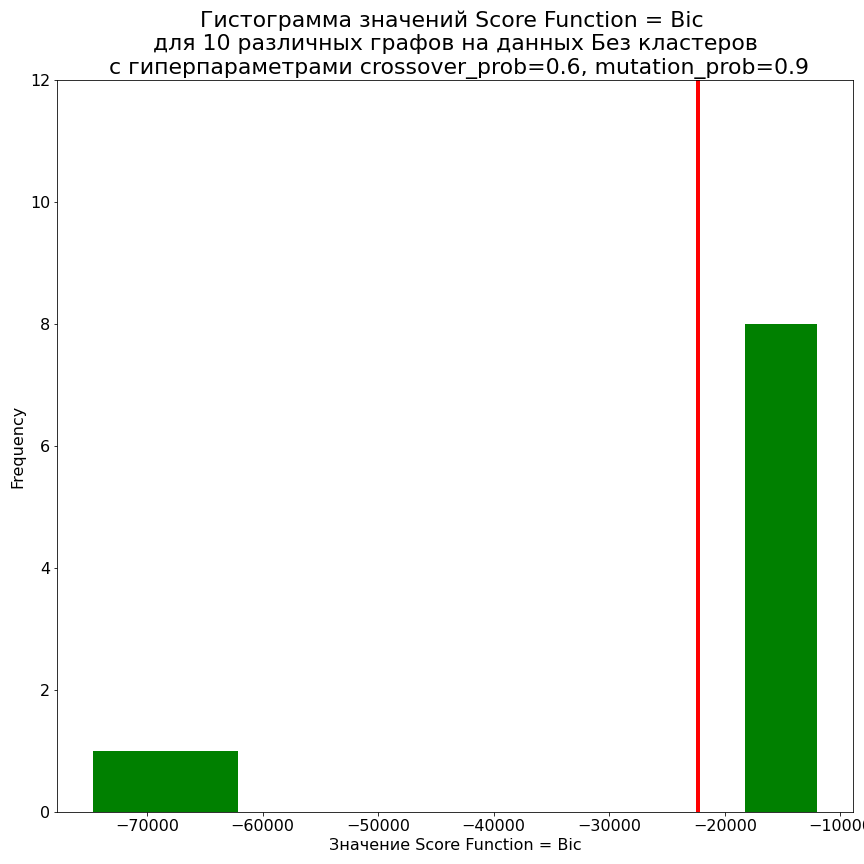 Гистограмма значений Score Function = Bic
для 10 различных графов на данных Без кластеров
с гиперпараметрами crossover_prob=0.6, mutation_prob=0.9
12
10
8
6
4
2
0
Frequency
−70000 −60000 −50000 −40000 −30000 −20000 −1000
Значение Score Function = Bic